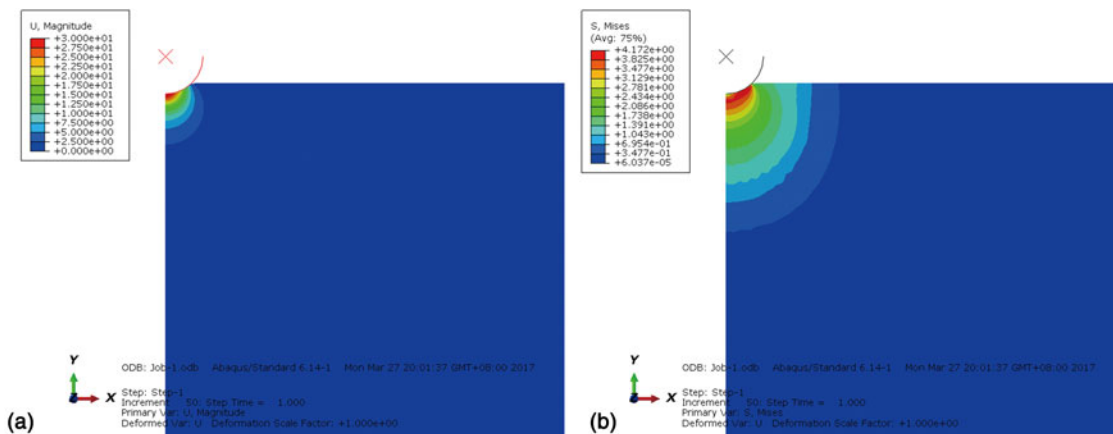 U, Magnitude
+3.000e+01
+2.750e+01
+2.500e+01
+2.250e+01
+2.000e+01
+1.750e+01
+1.500e+01
+1.250e+01
+1.000e+01
+7.500e+00
+5.000e+00
+2.500e+00
+0.000e+00
Y
X
ODB: Job-1.odb Abaqus/Standard 6.14-1 Mon Mar 27 20:01:37 GMT+08:00 2017
Step: Step-1
Increment 50: Step Time = 1.000
Primary Var: U, Magnitude
Deformed Var: U Deformation Scale Factor: +1.000e+00
(a)
S, Mises
(Avg: 75%)
+4.172e+00
+3.825e+00
+3.477e+00
+3.129e+00
+2.781e+00
+2.434e+00
+2.086e+00
+1.738e+00
+1.391e+00
+1.043e+00
+6.954e-01
+3.477e-01
+6.037e-05
Y
X
ODB: Job-1.odb Abaqus/Standard 6.14-1 Mon Mar 27 20:01:37 GMT+08:00 2017
Step: Step-1
Increment 50: Step Time = 1.000
Primary Var: S, Mises
Deformed Var: U Deformation Scale Factor: +1.000e+00
(b)